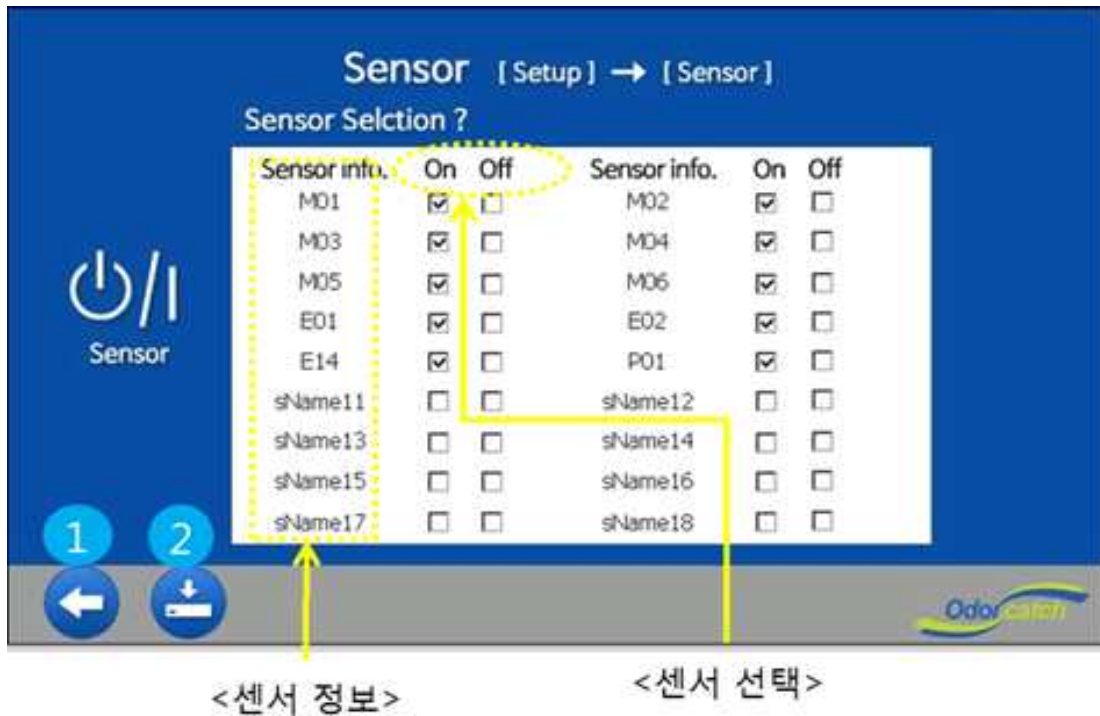 Sensor [ Setup ] → [ Sensor ]
Sensor Selction ?
Sensor info. On Off Sensor info. On Off
M01 M02
M03 M04
M05 M06
E01 E02
E14 P01
sName11 sName12
sName13 sName14
sName15 sName16
sName17 sName18
Sensor
1 2
Odorcatch
<센서 정보> <센서 선택>